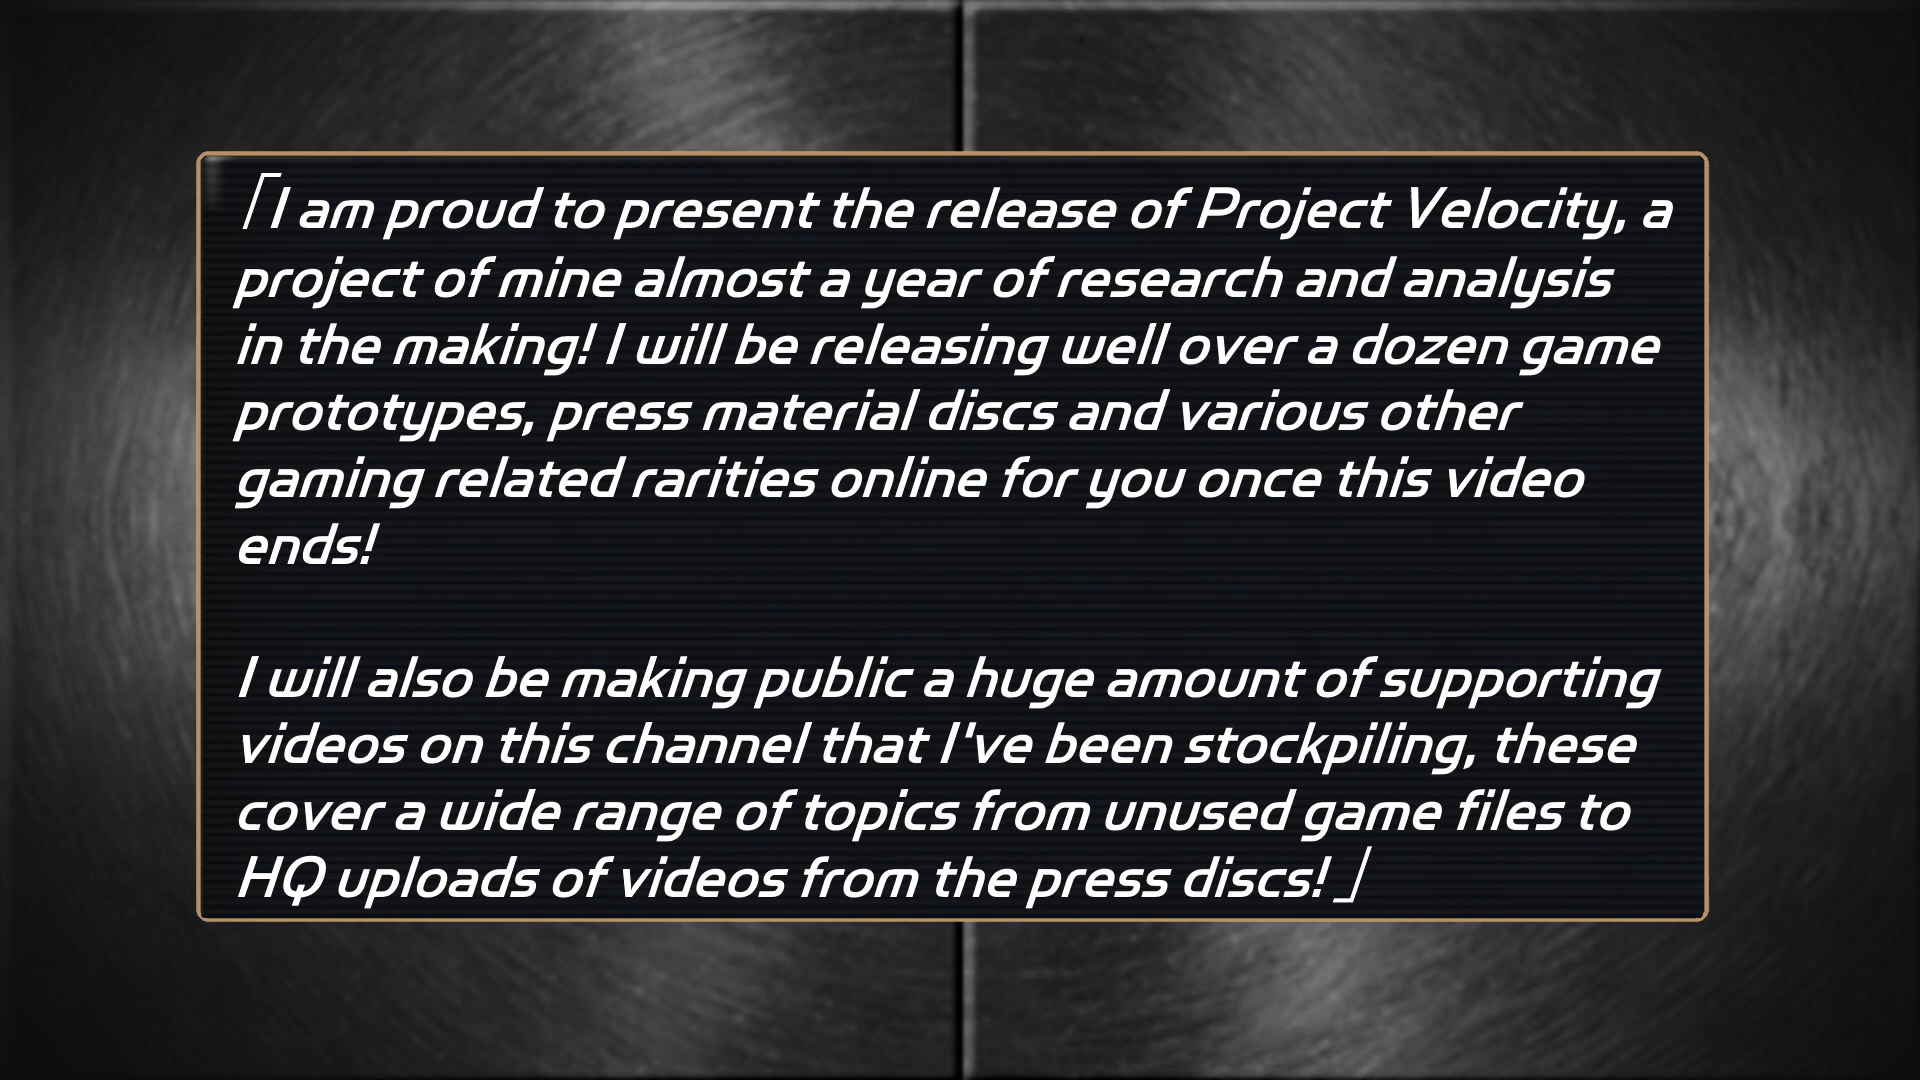 「I am proud to present the release of Project Velocity, a
project of mine almost a year of research and analysis
in the making! I will be releasing well over a dozen game
prototypes, press material discs and various other
gaming related rarities online for you once this video
ends!
I will also be making public a huge amount of supporting
videos on this channel that I've been stockpiling, these
cover a wide range of topics from unused game files to
HQ uploads of videos from the press discs!」